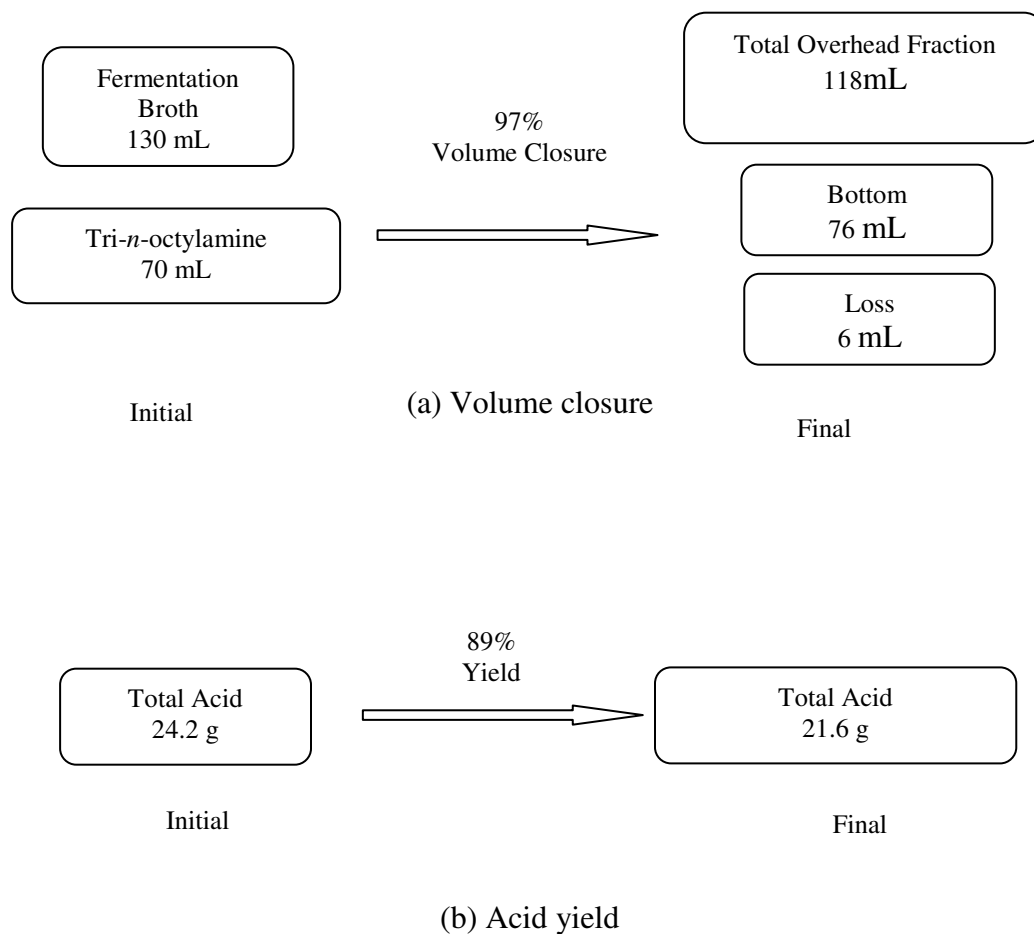 Fermentation
Broth
130 mL
Tri-n-octylamine
70 mL
97%
Volume Closure
Total Overhead Fraction
118mL
Bottom
76 mL
Loss
6 mL
Initial
(a) Volume closure
Final
89%
Yield
Total Acid
24.2 g
Total Acid
21.6 g
Initial
Final
(b) Acid yield